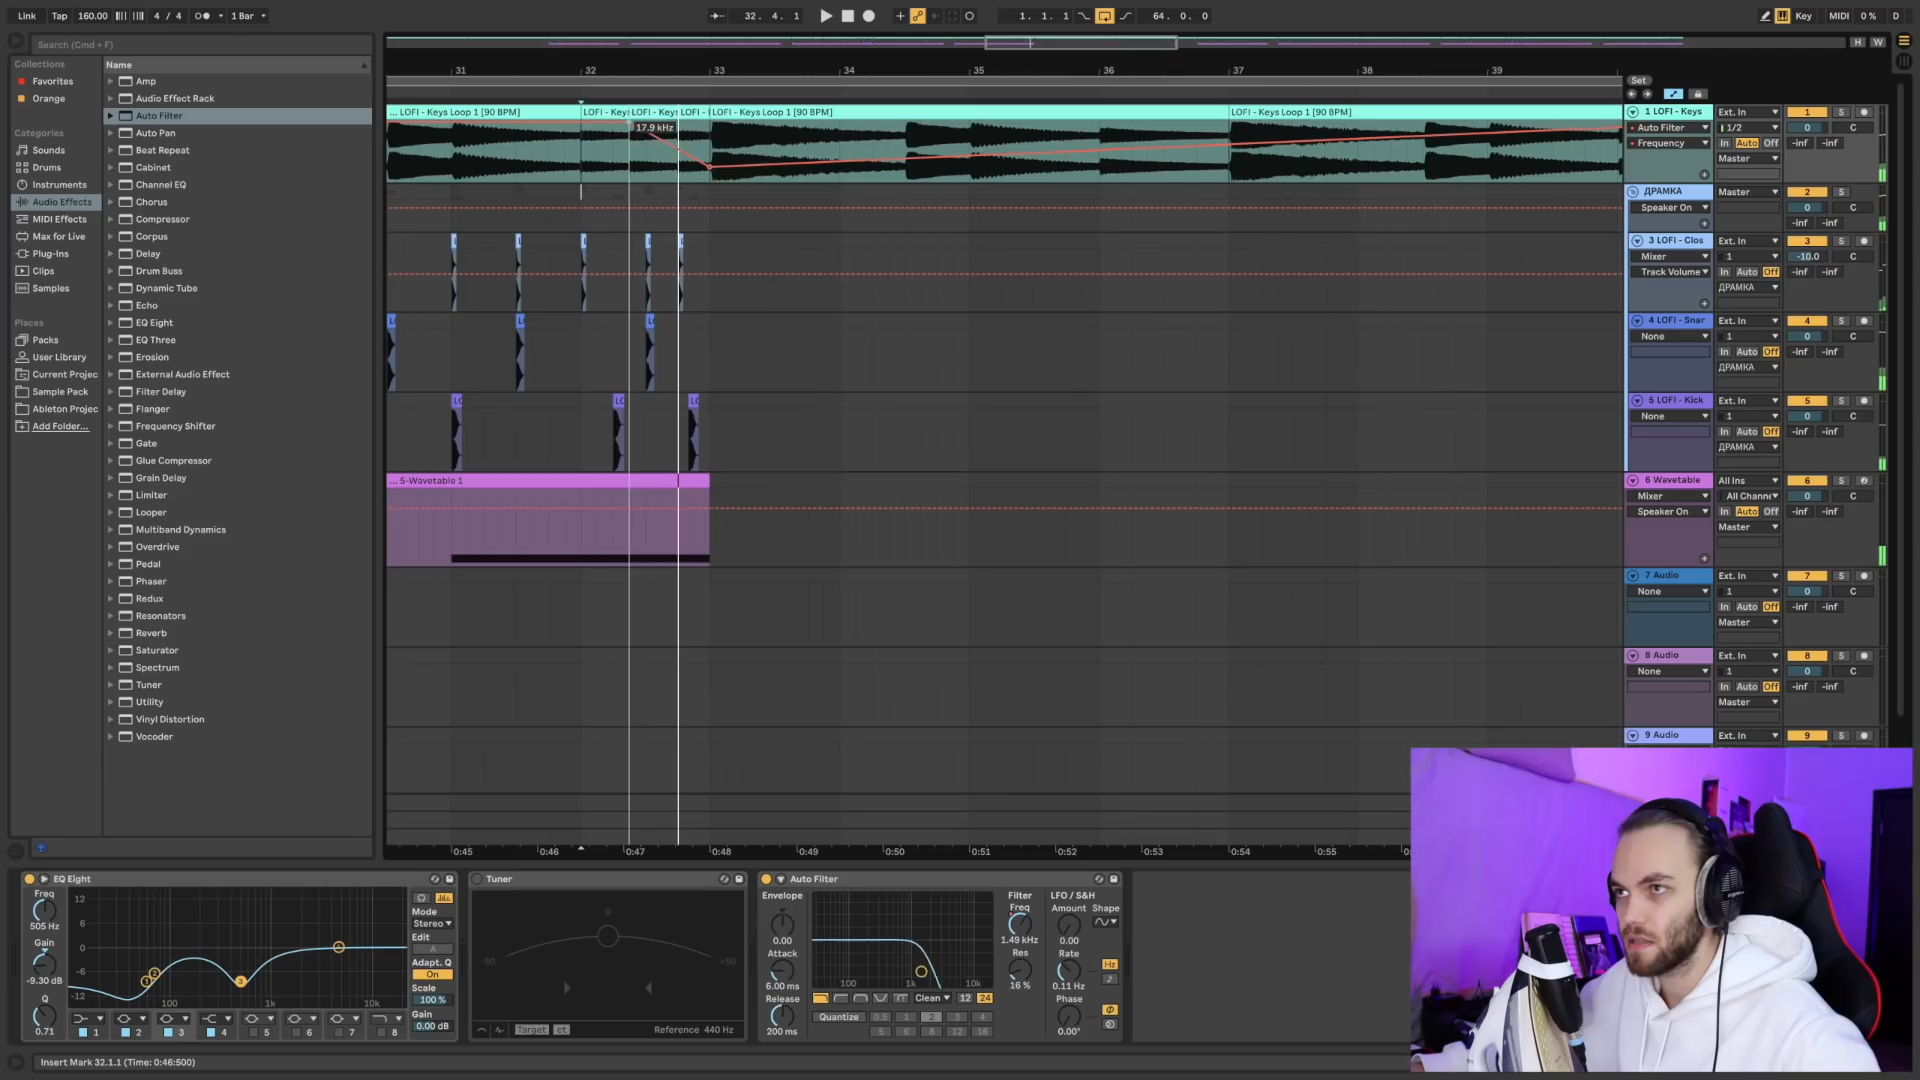 Link Tap 160.00 4 / 4 1 Bar 32. 4. 1 1. 1. 1 64. 0. 0 Key MIDI 0 % D
Search (Cmd + F)
H W
Collections
Favorites
Orange
Categories
Sounds
Drums
Instruments
Audio Effects
MIDI Effects
Max for Live
Plug-Ins
Clips
Samples
Places
Packs
User Library
Current Projec
Sample Pack
Ableton Projec
Add Folder...
Name
Amp
Audio Effect Rack
Auto Filter
Auto Pan
Beat Repeat
Cabinet
Channel EQ
Chorus
Compressor
Corpus
Delay
Drum Buss
Dynamic Tube
Echo
EQ Eight
EQ Three
Erosion
External Audio Effect
Filter Delay
Flanger
Frequency Shifter
Gate
Glue Compressor
Grain Delay
Limiter
Looper
Multiband Dynamics
Overdrive
Pedal
Phaser
Redux
Resonators
Reverb
Saturator
Spectrum
Tuner
Utility
Vinyl Distortion
Vocoder
31 32 33 34 35 36 37 38 39
Set
... LOFI - Keys Loop 1 [90 BPM] LOFI - Key LOFI - Keys LOFI - LOFI - Keys Loop 1 [90 BPM] LOFI - Keys Loop 1 [90 BPM]
17.9 kHz
... 5-Wavetable 1
1 LOFI - Keys Ext. In 1
Auto Filter 1/2 0 C
Frequency In Auto Off -inf -inf
Master
ДРАМКА Master 2 S
Speaker On 0 C
-inf -inf
3 LOFI - Clos Ext. In 3 S
Mixer 1 -10.0 C
Track Volume In Auto Off -inf -inf
ДРАМКА
4 LOFI - Snar Ext. In 4 S
None 1 0 C
In Auto Off -inf -inf
ДРАМКА
5 LOFI - Kick Ext. In 5 S
None 1 0 C
In Auto Off -inf -inf
ДРАМКА
6 Wavetable All Ins 6 S
Mixer All Channe 0 C
Speaker On In Auto Off -inf -inf
Master
7 Audio Ext. In 7 S
None 1 0 C
In Auto Off -inf -inf
Master
8 Audio Ext. In 8 S
None 1 0 C
In Auto Off -inf -inf
Master
9 Audio Ext. In 9 S
0:45 0:46 0:47 0:48 0:49 0:50 0:51 0:52 0:53 0:54 0:55
EQ Eight
Freq
505 Hz
Gain
-9.30 dB
Q
0.71
12
6
0
-6
-12
100 1k 10k
1 2 3 4 5 6 7 8
Mode
Stereo
Edit
A
Adapt. Q
On
Scale
100 %
Gain
0.00 dB
Tuner
0
-50 +50
Target ct Reference 440 Hz
Auto Filter
Envelope
0.00
Attack
6.00 ms
Release
200 ms
100 1k 10k
Clean 12 24
Quantize 0.5 1 2 3 4
5 6 8 12 16
Filter
Freq
1.49 kHz
Res
16 %
LFO / S&H
Amount Shape
0.00
Rate
0.11 Hz
Hz
Phase
0.00°
Insert Mark 32.1.1 (Time: 0:46:500)